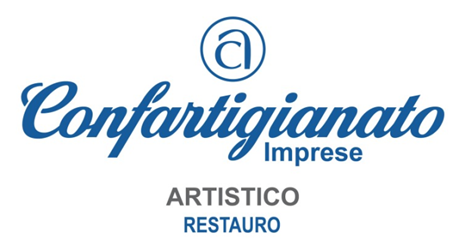 Confartigianato
Imprese
ARTISTICO
RESTAURO